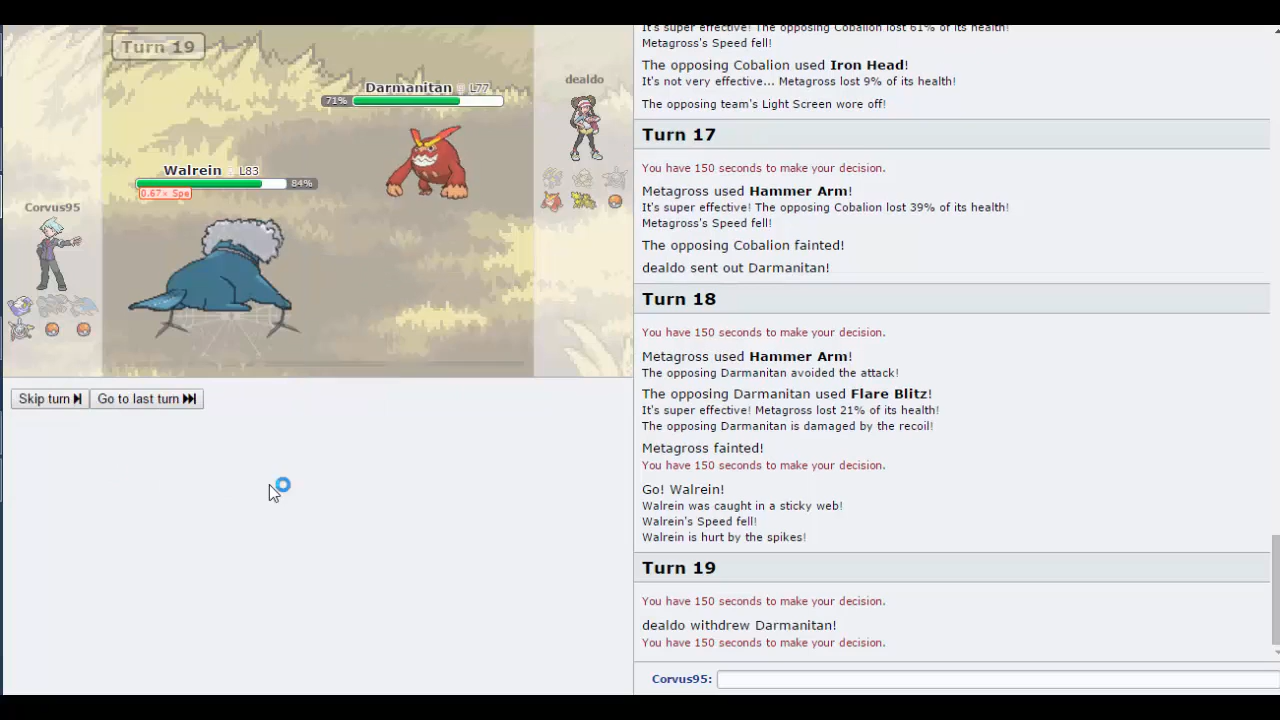 Turn 19
Darmanitan L77
71%
dealdo
Walrein L83
84%
0.67× Spe
Corvus95
Skip turn
Go to last turn
It's super effective! The opposing Cobalion lost 61% of its health!
Metagross's Speed fell!
The opposing Cobalion used Iron Head!
It's not very effective... Metagross lost 9% of its health!
The opposing team's Light Screen wore off!
Turn 17
You have 150 seconds to make your decision.
Metagross used Hammer Arm!
It's super effective! The opposing Cobalion lost 39% of its health!
Metagross's Speed fell!
The opposing Cobalion fainted!
dealdo sent out Darmanitan!
Turn 18
You have 150 seconds to make your decision.
Metagross used Hammer Arm!
The opposing Darmanitan avoided the attack!
The opposing Darmanitan used Flare Blitz!
It's super effective! Metagross lost 21% of its health!
The opposing Darmanitan is damaged by the recoil!
Metagross fainted!
You have 150 seconds to make your decision.
Go! Walrein!
Walrein was caught in a sticky web!
Walrein's Speed fell!
Walrein is hurt by the spikes!
Turn 19
You have 150 seconds to make your decision.
dealdo withdrew Darmanitan!
You have 150 seconds to make your decision.
Corvus95: